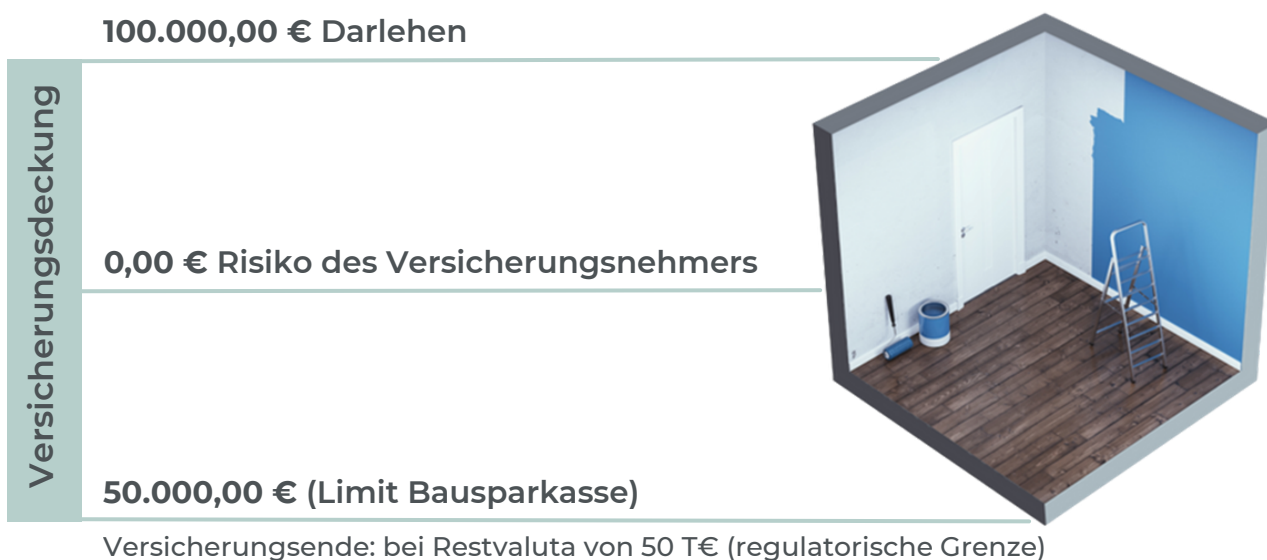 100.000,00 € Darlehen
Versicherungsdeckung
0,00 € Risiko des Versicherungsnehmers
50.000,00 € (Limit Bausparkasse)
Versicherungsende: bei Restvaluta von 50 T€ (regulatorische Grenze)